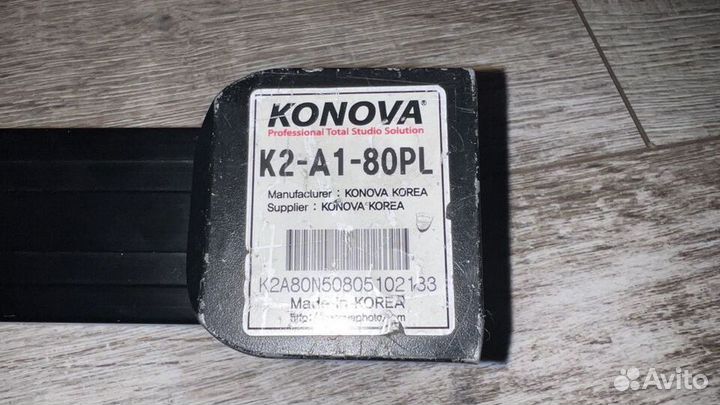 KONOVA®
Professional Total Studio Solution
K2-A1-80PL
Manufacturer : KONOVA KOREA
Supplier : KONOVA KOREA
K2A80N50805102133
Made in KOREA
Avito